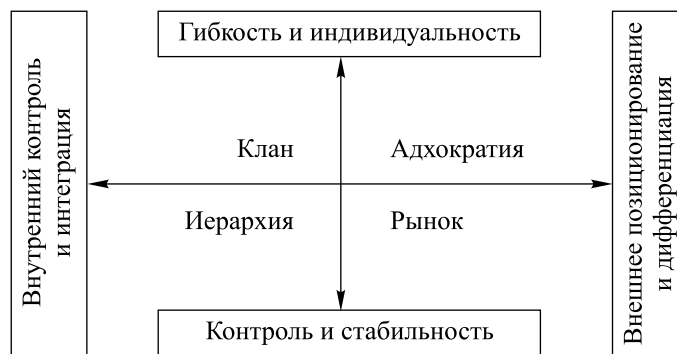 Гибкость и индивидуальность
Внутренний контроль
и интеграция
Клан
Адхократия
Иерархия
Рынок
Внешнее позиционирование
и дифференциация
Контроль и стабильность